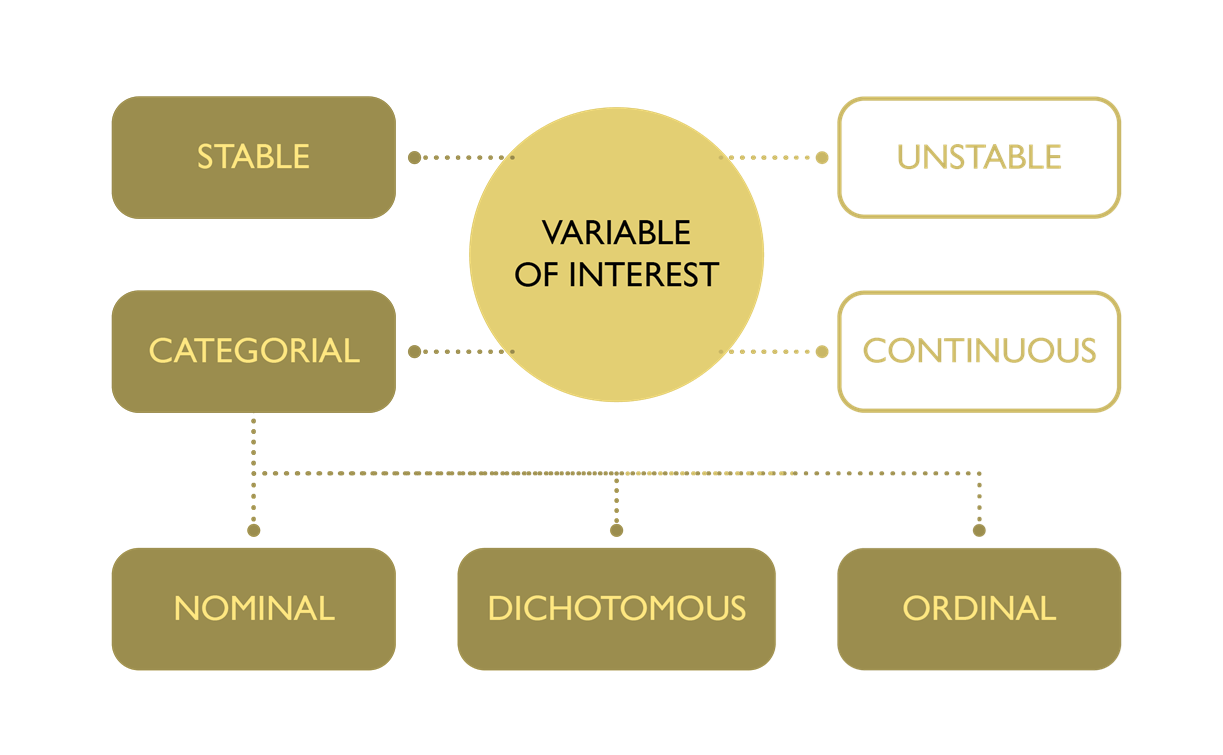 STABLE
VARIABLE
OF INTEREST
UNSTABLE
CATEGORIAL
CONTINUOUS
NOMINAL
DICHOTOMOUS
ORDINAL